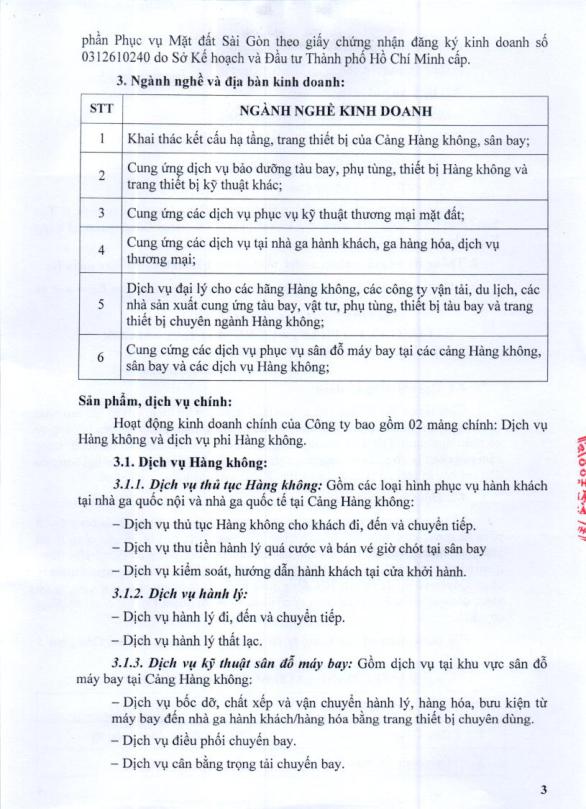 phần Phục vụ Mặt đất Sài Gòn theo giấy chứng nhận đăng ký kinh doanh số
0312610240 do Sở Kế hoạch và Đầu tư Thành phố Hồ Chí Minh cấp.
3. Ngành nghề và địa bàn kinh doanh:
STT NGÀNH NGHỀ KINH DOANH
1 Khai thác kết cấu hạ tầng, trang thiết bị của Cảng Hàng không, sân bay;
2 Cung ứng dịch vụ bảo dưỡng tàu bay, phụ tùng, thiết bị Hàng không và
trang thiết bị kỹ thuật khác;
3 Cung ứng các dịch vụ phục vụ kỹ thuật thương mại mặt đất;
4 Cung ứng các dịch vụ tại nhà ga hành khách, ga hàng hóa, dịch vụ
thương mại;
5 Dịch vụ đại lý cho các hãng Hàng không, các công ty vận tải, du lịch, các
nhà sản xuất cung ứng tàu bay, vật tư, phụ tùng, thiết bị tàu bay và trang
thiết bị chuyên ngành Hàng không;
6 Cung cứng các dịch vụ phục vụ sân đỗ máy bay tại các cảng Hàng không,
sân bay và các dịch vụ Hàng không;
Sản phẩm, dịch vụ chính:
Hoạt động kinh doanh chính của Công ty bao gồm 02 mảng chính: Dịch vụ
Hàng không và dịch vụ phi Hàng không.
3.1. Dịch vụ Hàng không:
3.1.1. Dịch vụ thủ tục Hàng không: Gồm các loại hình phục vụ hành khách
tại nhà ga quốc nội và nhà ga quốc tế tại Cảng Hàng không:
– Dịch vụ thủ tục Hàng không cho khách đi, đến và chuyển tiếp.
– Dịch vụ thu tiền hành lý quá cước và bán vé giờ chót tại sân bay
– Dịch vụ kiểm soát, hướng dẫn hành khách tại cửa khởi hành.
3.1.2. Dịch vụ hành lý:
– Dịch vụ hành lý đi, đến và chuyển tiếp.
– Dịch vụ hành lý thất lạc.
3.1.3. Dịch vụ kỹ thuật sân đỗ máy bay: Gồm dịch vụ tại khu vực sân đỗ
máy bay tại Cảng Hàng không:
– Dịch vụ bốc dỡ, chất xếp và vận chuyển hành lý, hàng hóa, bưu kiện từ
máy bay đến nhà ga hành khách/hàng hóa bằng trang thiết bị chuyên dùng.
– Dịch vụ điều phối chuyến bay.
– Dịch vụ cân bằng trọng tải chuyến bay.
3